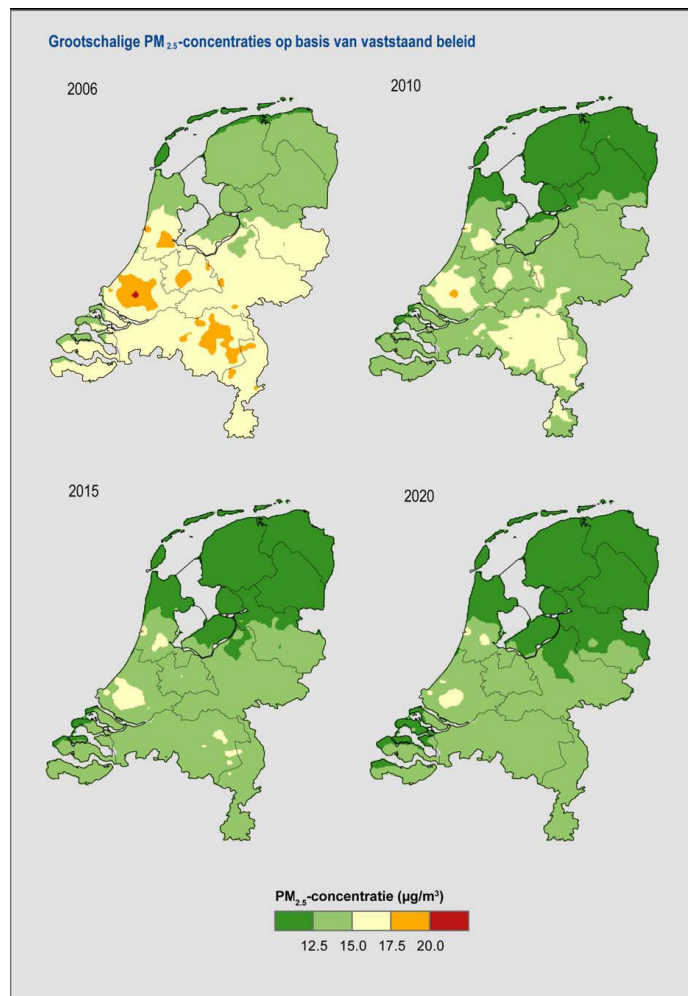 Grootschalige PM2.5-concentraties op basis van vaststaand beleid
2006
2010
2015
2020
PM2.5-concentratie (µg/m³)
12.5 15.0 17.5 20.0